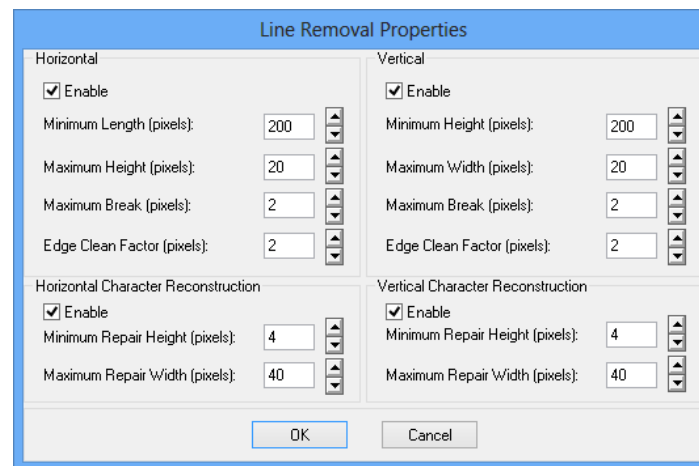 Line Removal Properties
Horizontal
Enable
Minimum Length (pixels): 200
Maximum Height (pixels): 20
Maximum Break (pixels): 2
Edge Clean Factor (pixels): 2
Vertical
Enable
Minimum Height (pixels): 200
Maximum Width (pixels): 20
Maximum Break (pixels): 2
Edge Clean Factor (pixels): 2
Horizontal Character Reconstruction
Enable
Minimum Repair Height (pixels): 4
Maximum Repair Width (pixels): 40
Vertical Character Reconstruction
Enable
Minimum Repair Height (pixels): 4
Maximum Repair Width (pixels): 40
OK
Cancel